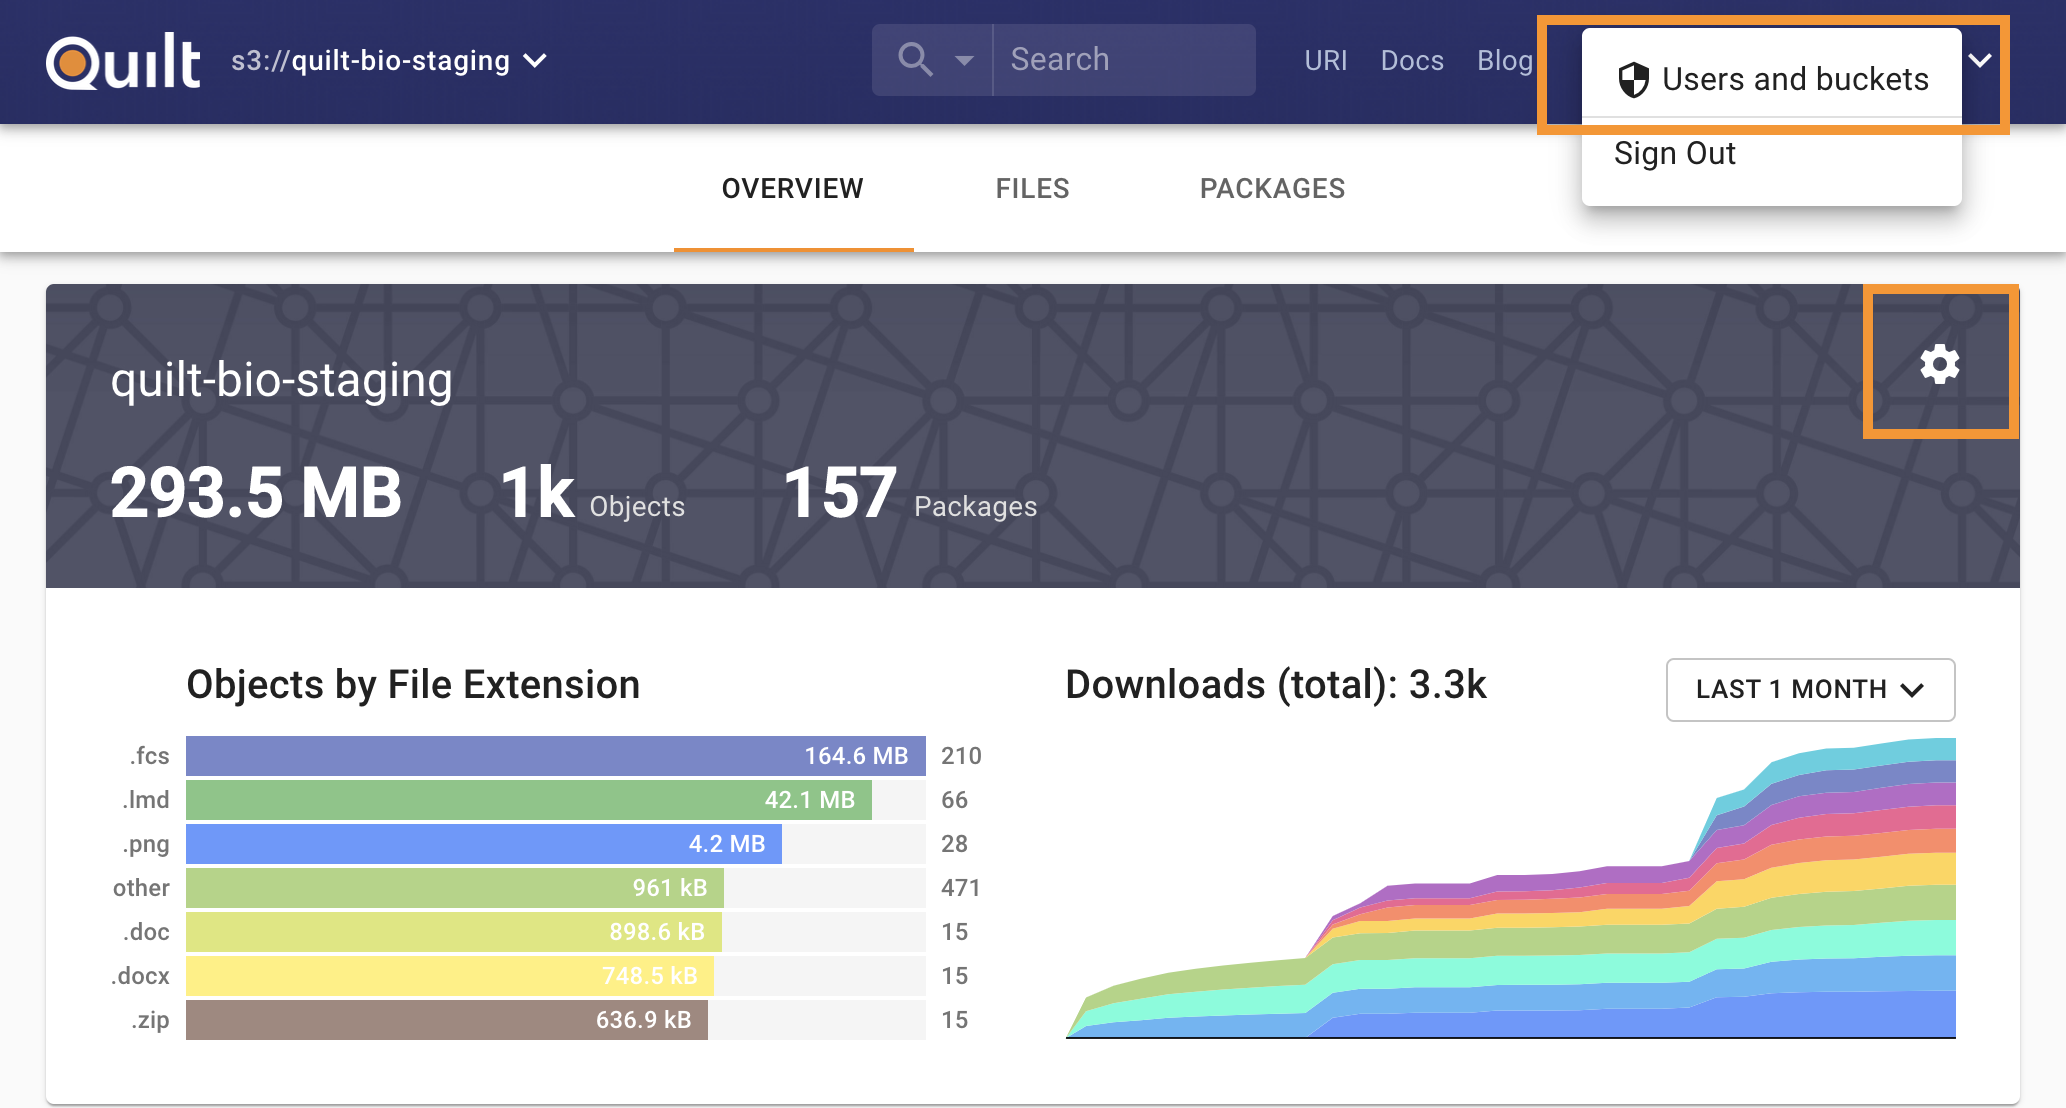 Quilt s3://quilt-bio-staging Search URI Docs Blog Users and buckets
Sign Out
OVERVIEW FILES PACKAGES
quilt-bio-staging
293.5 MB 1k Objects 157 Packages
Objects by File Extension
.fcs 164.6 MB 210
.lmd 42.1 MB 66
.png 4.2 MB 28
other 961 kB 471
.doc 898.6 kB 15
.docx 748.5 kB 15
.zip 636.9 kB 15
Downloads (total): 3.3k LAST 1 MONTH